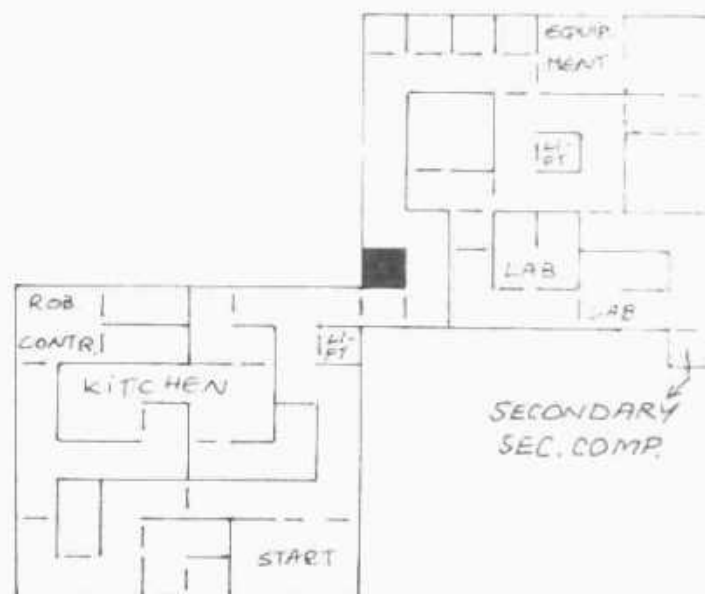 EQUIP.
MENT
LI-
FT
LAB
LAB
ROB
CONTR.
LI-
FT
KITCHEN
SECONDARY
SEC. COMP.
START